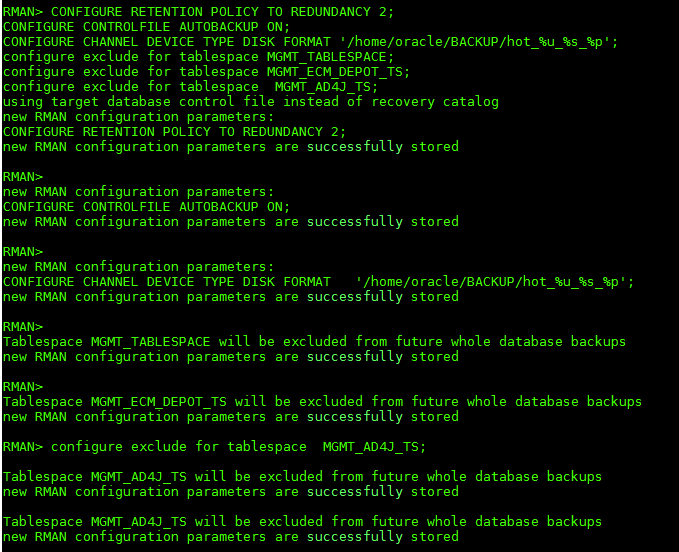 RMAN> CONFIGURE RETENTION POLICY TO REDUNDANCY 2;
CONFIGURE CONTROLFILE AUTOBACKUP ON;
CONFIGURE CHANNEL DEVICE TYPE DISK FORMAT '/home/oracle/BACKUP/hot_%u_%s_%p';
configure exclude for tablespace MGMT_TABLESPACE;
configure exclude for tablespace MGMT_ECM_DEPOT_TS;
configure exclude for tablespace  MGMT_AD4J_TS;
using target database control file instead of recovery catalog
new RMAN configuration parameters:
CONFIGURE RETENTION POLICY TO REDUNDANCY 2;
new RMAN configuration parameters are successfully stored

RMAN>
new RMAN configuration parameters:
CONFIGURE CONTROLFILE AUTOBACKUP ON;
new RMAN configuration parameters are successfully stored

RMAN>
new RMAN configuration parameters:
CONFIGURE CHANNEL DEVICE TYPE DISK FORMAT   '/home/oracle/BACKUP/hot_%u_%s_%p';
new RMAN configuration parameters are successfully stored

RMAN>
Tablespace MGMT_TABLESPACE will be excluded from future whole database backups
new RMAN configuration parameters are successfully stored

RMAN>
Tablespace MGMT_ECM_DEPOT_TS will be excluded from future whole database backups
new RMAN configuration parameters are successfully stored

RMAN> configure exclude for tablespace  MGMT_AD4J_TS;

Tablespace MGMT_AD4J_TS will be excluded from future whole database backups
new RMAN configuration parameters are successfully stored

Tablespace MGMT_AD4J_TS will be excluded from future whole database backups
new RMAN configuration parameters are successfully stored